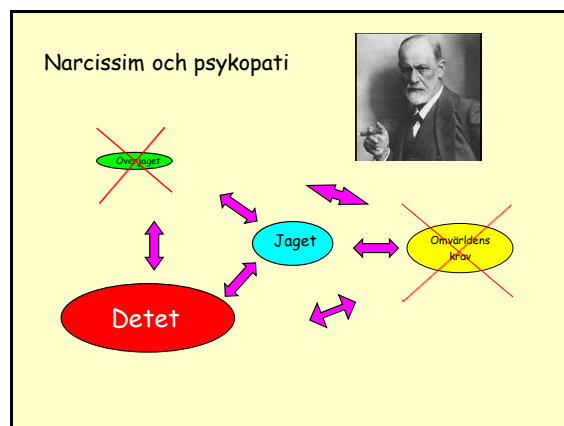 Narcissim och psykopati
Överjaget
Jaget
Omvärldens
krav
Detet